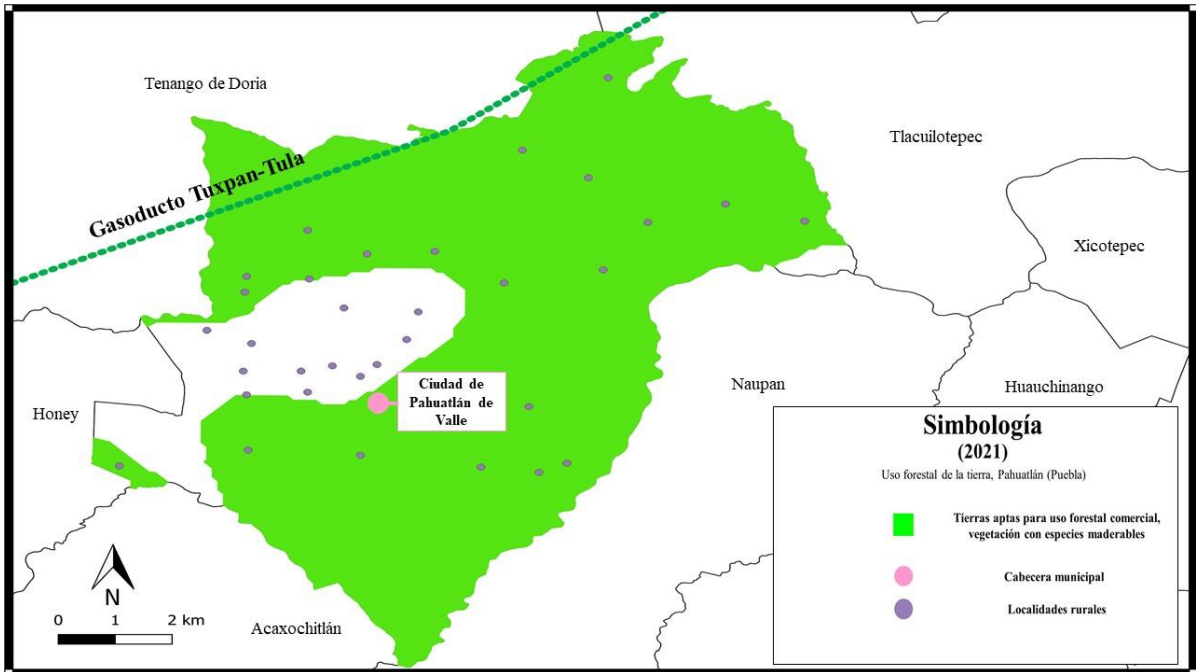 Tenango de Doria
Tlacuilotepec
Gasoducto Tuxpan-Tula
Xicotepec
Naupan
Huauchinango
Honey
Ciudad de
Pahuatlán de
Valle
Acaxochitlán
N
0 1 2 km
Simbología
(2021)
Uso forestal de la tierra, Pahuatlán (Puebla)
Tierras aptas para uso forestal comercial,
vegetación con especies maderables
Cabecera municipal
Localidades rurales